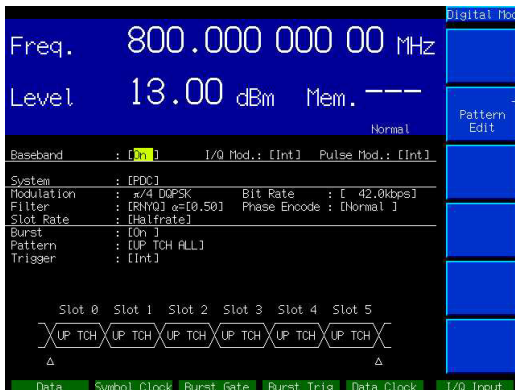 Digital Mod
Freq. 800.000 000 00 MHz
Level 13.00 dBm Mem. ---
Normal
Pattern
Edit
Baseband : [On ] I/Q Mod.: [Int] Pulse Mod.: [Int]
System : [PDC]
Modulation : π/4 DQPSK Bit Rate : [ 42.0kbps]
Filter : [RNYQ] α=[0.50] Phase Encode : [Normal ]
Slot Rate : [Halfrate]
Burst : [On ]
Pattern : [UP TCH ALL]
Trigger : [Int]
Slot 0 Slot 1 Slot 2 Slot 3 Slot 4 Slot 5
UP TCH UP TCH UP TCH UP TCH UP TCH UP TCH
Data Symbol Clock Burst Gate Burst Trig Data Clock I/Q Input